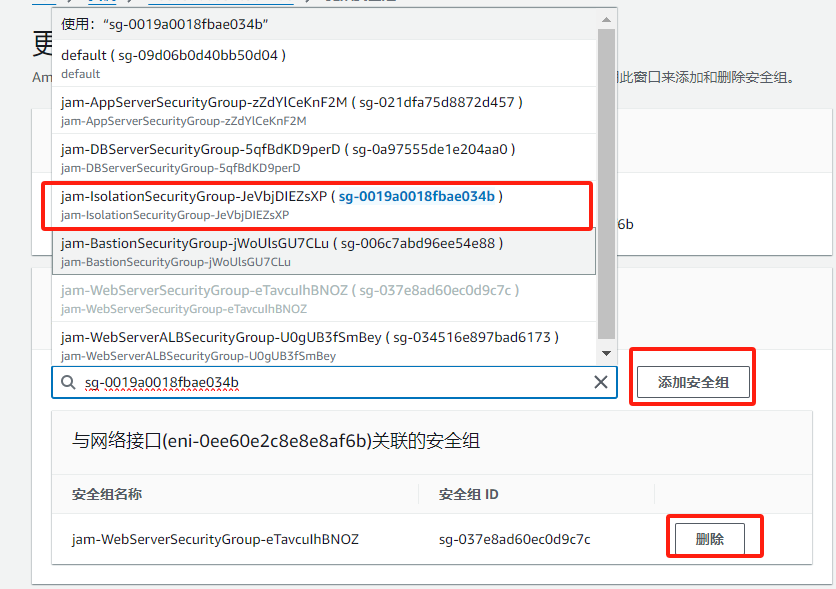 使用：“sg-0019a0018fbae034b”
default ( sg-09d06b0d40bb50d04 )
default
更
Am
此窗口来添加和删除安全组。
jam-AppServerSecurityGroup-zZdYlCeKnF2M ( sg-021dfa75d8872d457 )
jam-AppServerSecurityGroup-zZdYlCeKnF2M
jam-DBServerSecurityGroup-5qfBdKD9perD ( sg-0a97555de1e204aa0 )
jam-DBServerSecurityGroup-5qfBdKD9perD
jam-IsolationSecurityGroup-JeVbjDIEZsXP ( sg-0019a0018fbae034b )
jam-IsolationSecurityGroup-JeVbjDIEZsXP
6b
jam-BastionSecurityGroup-jWoUlsGU7CLu ( sg-006c7abd96ee54e88 )
jam-BastionSecurityGroup-jWoUlsGU7CLu
jam-WebServerSecurityGroup-eTavcuIhBNOZ ( sg-037e8ad60ec0d9c7c )
jam-WebServerSecurityGroup-eTavcuIhBNOZ
jam-WebServerALBSecurityGroup-U0gUB3fSmBey ( sg-034516e897bad6173 )
jam-WebServerALBSecurityGroup-U0gUB3fSmBey
sg-0019a0018fbae034b
添加安全组
与网络接口(eni-0ee60e2c8e8e8af6b)关联的安全组
安全组名称 安全组 ID
jam-WebServerSecurityGroup-eTavcuIhBNOZ sg-037e8ad60ec0d9c7c 删除